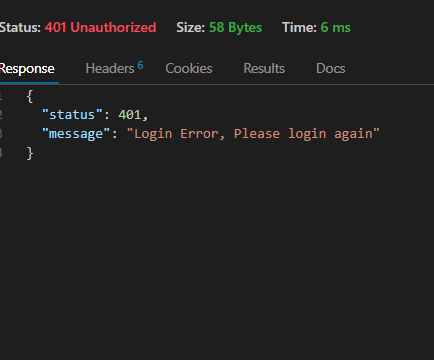 Status: 401 Unauthorized Size: 58 Bytes Time: 6 ms
Response Headers 6 Cookies Results Docs
1 {
2 "status": 401,
3 "message": "Login Error, Please login again"
4 }